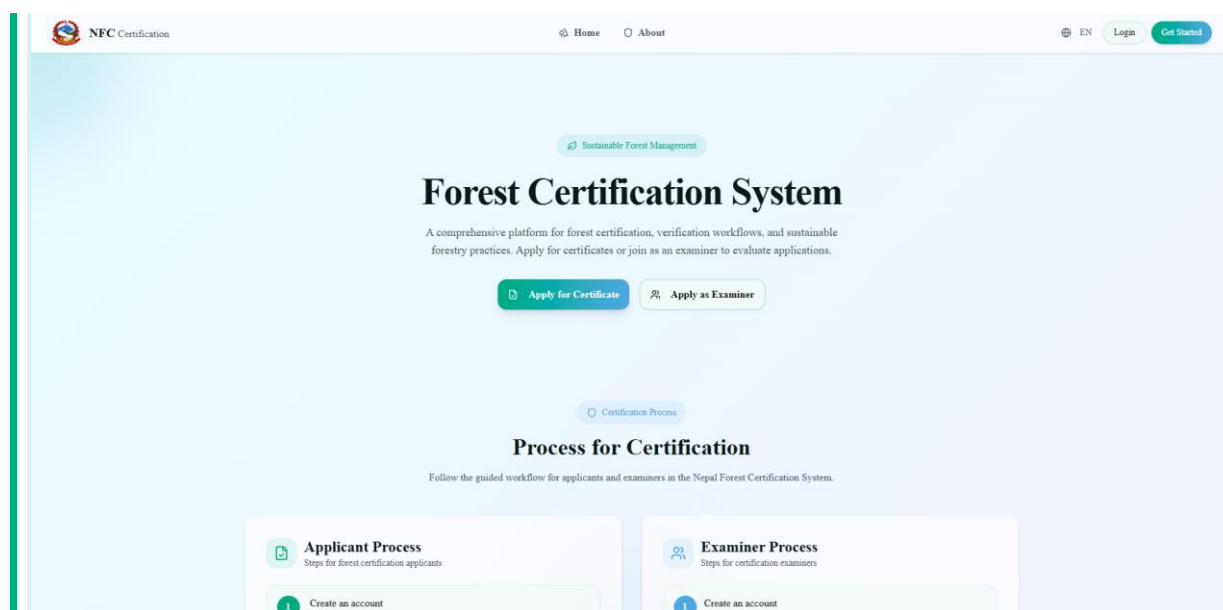 NFC Certification
Home
About
EN
Login
Get Started
Sustainable Forest Management
Forest Certification System
A comprehensive platform for forest certification, verification workflows, and sustainable
forestry practices. Apply for certificates or join as an examiner to evaluate applications.
Apply for Certificate
Apply as Examiner
Certification Process
Process for Certification
Follow the guided workflow for applicants and examiners in the Nepal Forest Certification System.
Applicant Process
Steps for forest certification applicants
1
Create an account
Examiner Process
Steps for certification examiners
1
Create an account